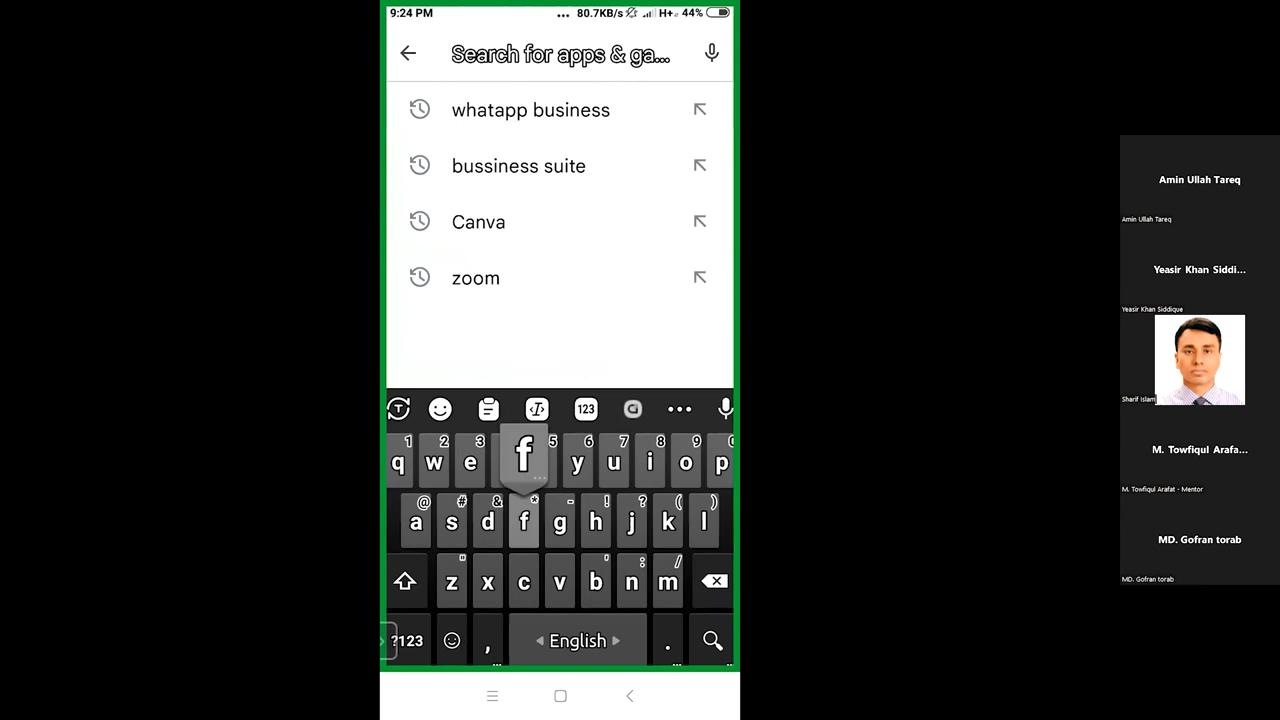 9:24 PM ... 80.7KB/s H+ 44%
Search for apps & ga...
whatapp business
bussiness suite
Canva
zoom
123
1 2 3 5 6 7 8 9 0
q w e f y u i o p
@ # & * - ! ? ( )
a s d f g h j k l
" ' : /
z x c v b n m
?123 , English .
Amin Ullah Tareq
Amin Ullah Tareq
Yeasir Khan Siddi...
Yeasir Khan Siddique
Sharif Islam
M. Towfiqul Arafa...
M. Towfiqul Arafat - Mentor
MD. Gofran torab
MD. Gofran torab